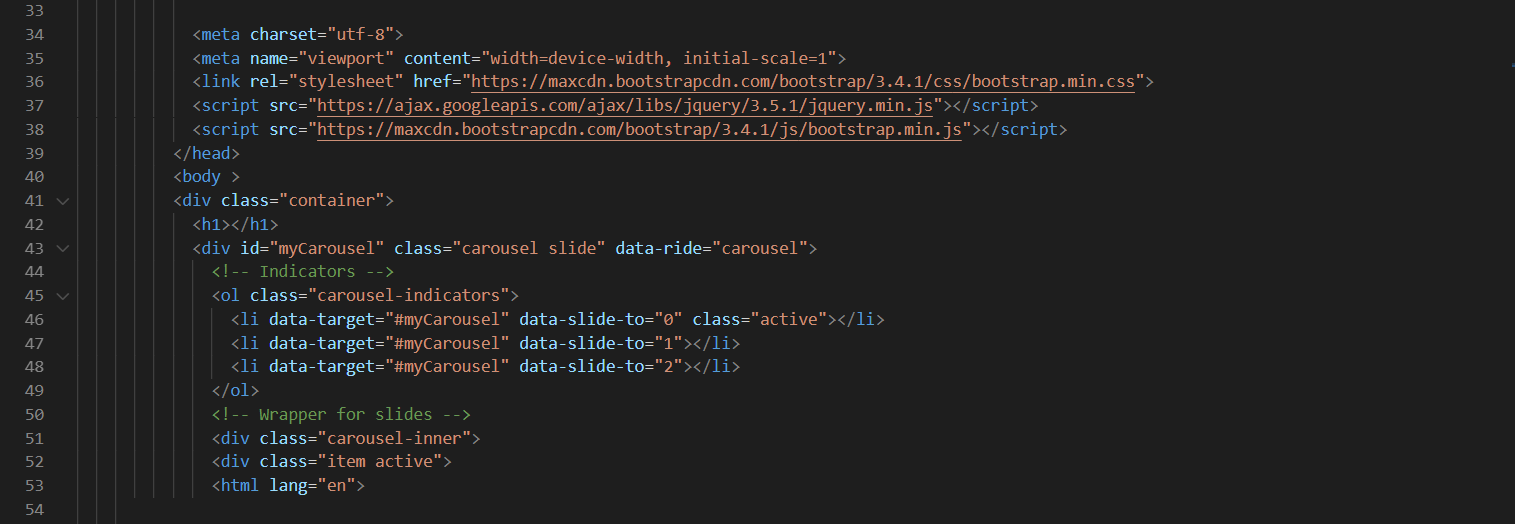 33
34 <meta charset="utf-8">
35 <meta name="viewport" content="width=device-width, initial-scale=1">
36 <link rel="stylesheet" href="https://maxcdn.bootstrapcdn.com/bootstrap/3.4.1/css/bootstrap.min.css">
37 <script src="https://ajax.googleapis.com/ajax/libs/jquery/3.5.1/jquery.min.js"></script>
38 <script src="https://maxcdn.bootstrapcdn.com/bootstrap/3.4.1/js/bootstrap.min.js"></script>
39 </head>
40 <body >
41 <div class="container">
42 <h1></h1>
43 <div id="myCarousel" class="carousel slide" data-ride="carousel">
44 <!-- Indicators -->
45 <ol class="carousel-indicators">
46 <li data-target="#myCarousel" data-slide-to="0" class="active"></li>
47 <li data-target="#myCarousel" data-slide-to="1"></li>
48 <li data-target="#myCarousel" data-slide-to="2"></li>
49 </ol>
50 <!-- Wrapper for slides -->
51 <div class="carousel-inner">
52 <div class="item active">
53 <html lang="en">
54